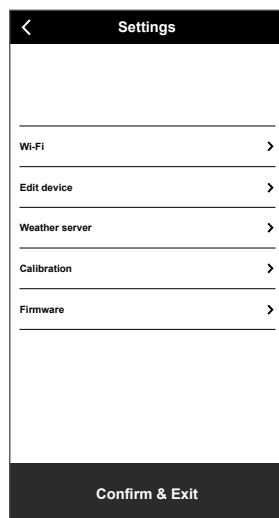 Settings
Wi-Fi
Edit device
Weather server
Calibration
Firmware
Confirm & Exit